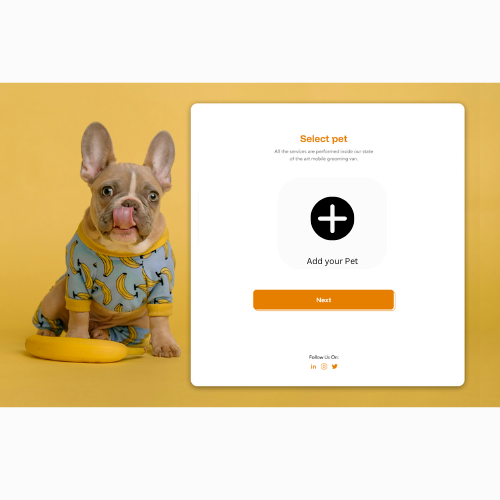 Select pet
All the services are performed inside our state
of the art mobile grooming van.
Add your Pet
Next
Follow Us On:
in